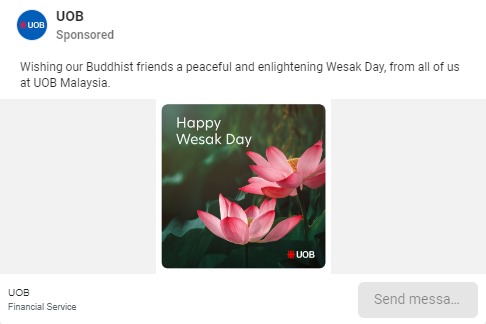 UOB
UOB
Sponsored
Wishing our Buddhist friends a peaceful and enlightening Wesak Day, from all of us
at UOB Malaysia.
Happy
Wesak Day
UOB
UOB
Financial Service
Send messa...